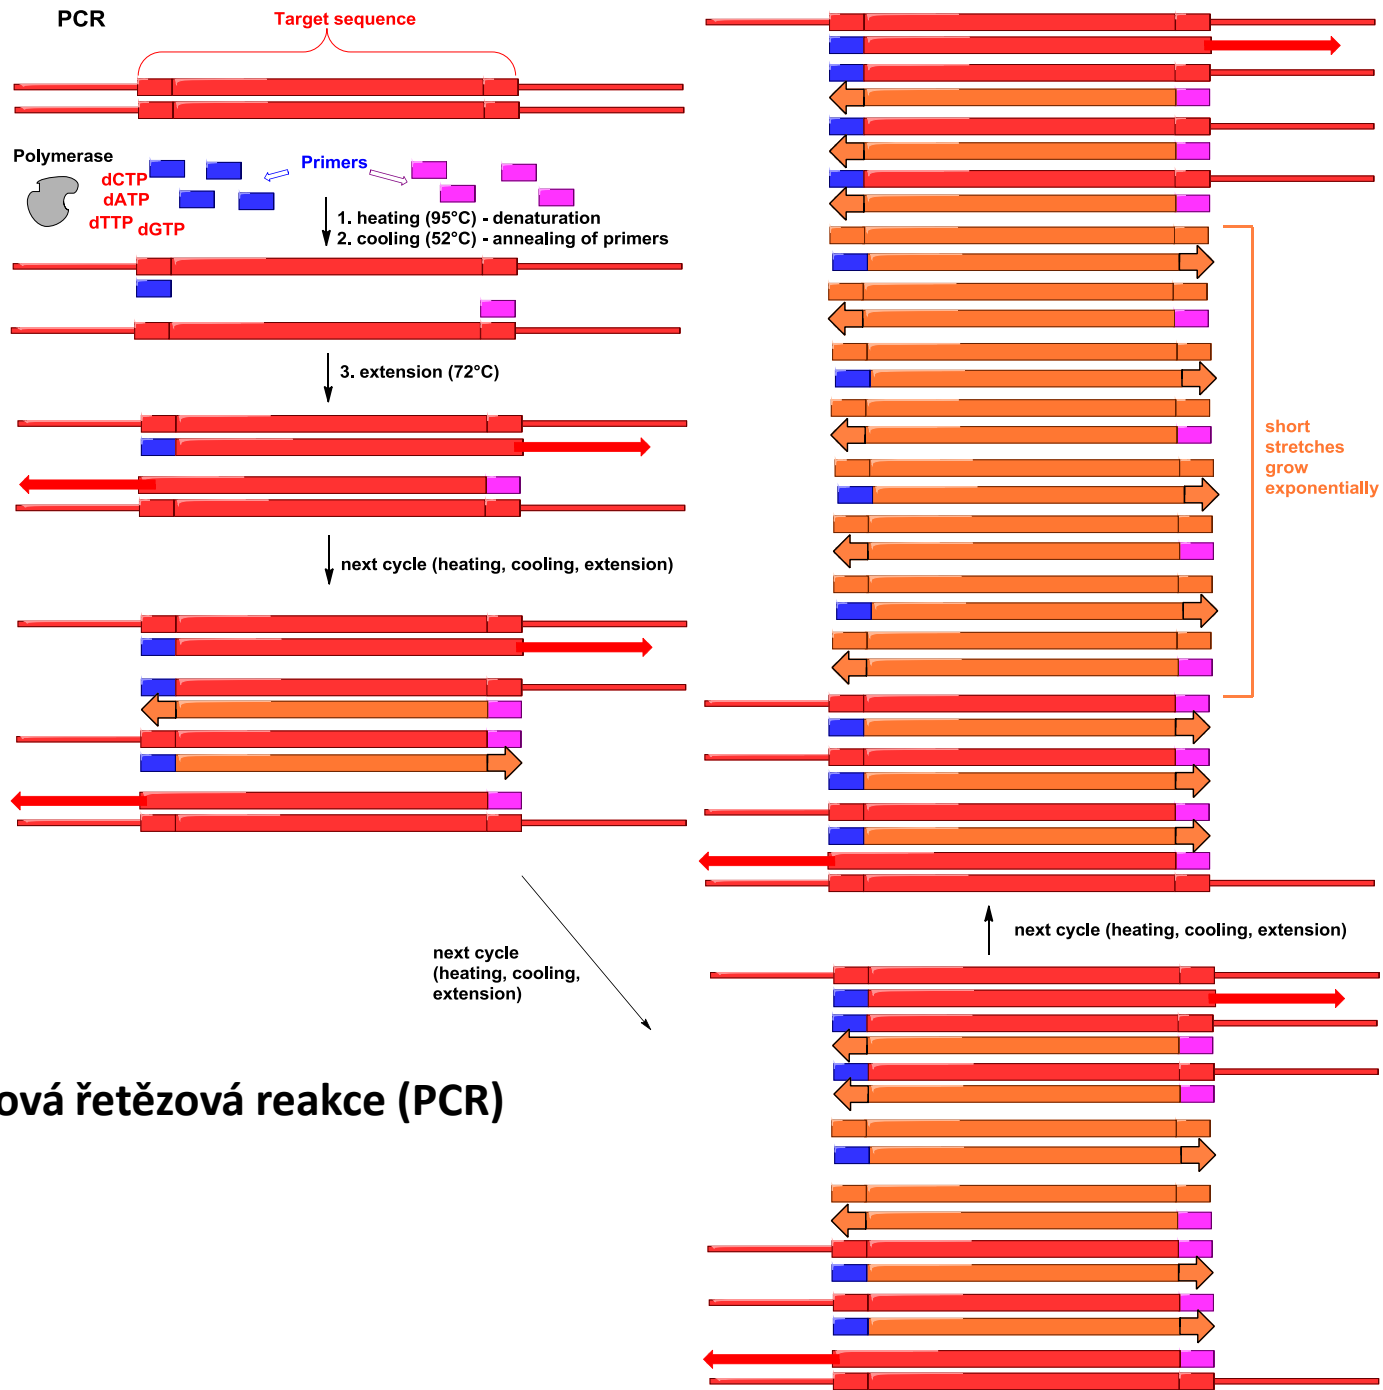 PCR
Target sequence
Polymerase
Primers
dCTP
dATP
dTTP
dGTP
1. heating (95°C) - denaturation
2. cooling (52°C) - annealing of primers
3. extension (72°C)
next cycle (heating, cooling, extension)
next cycle
(heating, cooling,
extension)
ová řetězová reakce (PCR)
short
stretches
grow
exponentially
next cycle (heating, cooling, extension)